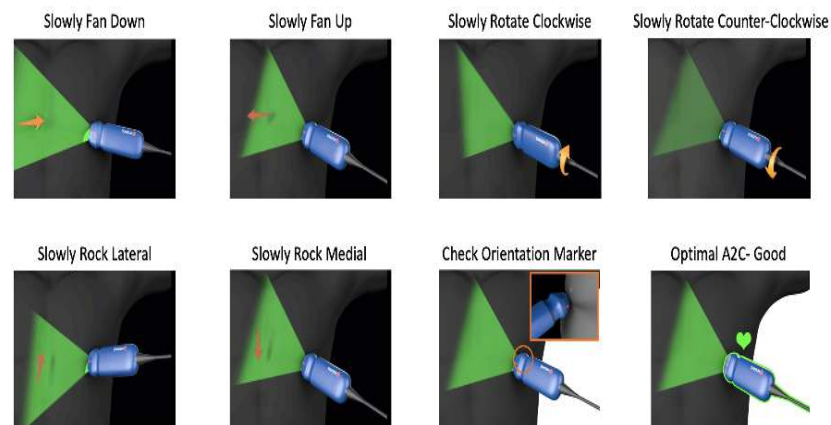 Slowly Fan Down
Slowly Fan Up
Slowly Rotate Clockwise
Slowly Rotate Counter-Clockwise
Slowly Rock Lateral
Slowly Rock Medial
Check Orientation Marker
Optimal A2C- Good